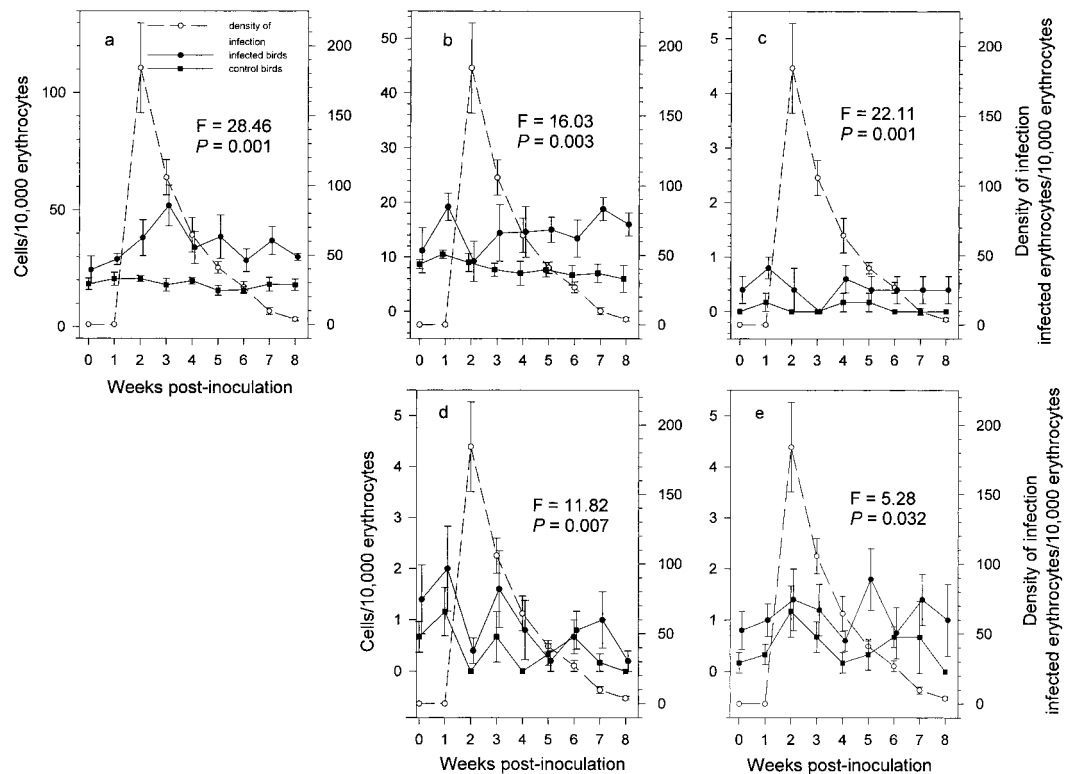 a
density of
infection
infected birds
control birds
F = 28.46
P = 0.001
Cells/10,000 erythrocytes
100
50
0
200
150
100
50
0
0 1 2 3 4 5 6 7 8
Weeks post-inoculation
b
F = 16.03
P = 0.003
50
40
30
20
10
0
200
150
100
50
0
0 1 2 3 4 5 6 7 8
c
F = 22.11
P = 0.001
5
4
3
2
1
0
200
150
100
50
0
0 1 2 3 4 5 6 7 8
Density of infection
infected erythrocytes/10,000 erythrocytes
d
F = 11.82
P = 0.007
Cells/10,000 erythrocytes
5
4
3
2
1
0
200
150
100
50
0
0 1 2 3 4 5 6 7 8
Weeks post-inoculation
e
F = 5.28
P = 0.032
5
4
3
2
1
0
200
150
100
50
0
0 1 2 3 4 5 6 7 8
Weeks post-inoculation
Density of infection
infected erythrocytes/10,000 erythrocytes